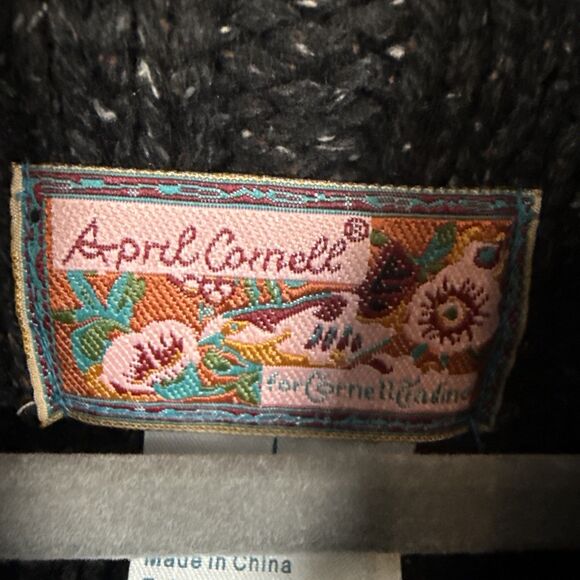 April Cornell®
for Cornell Trading
Made in China